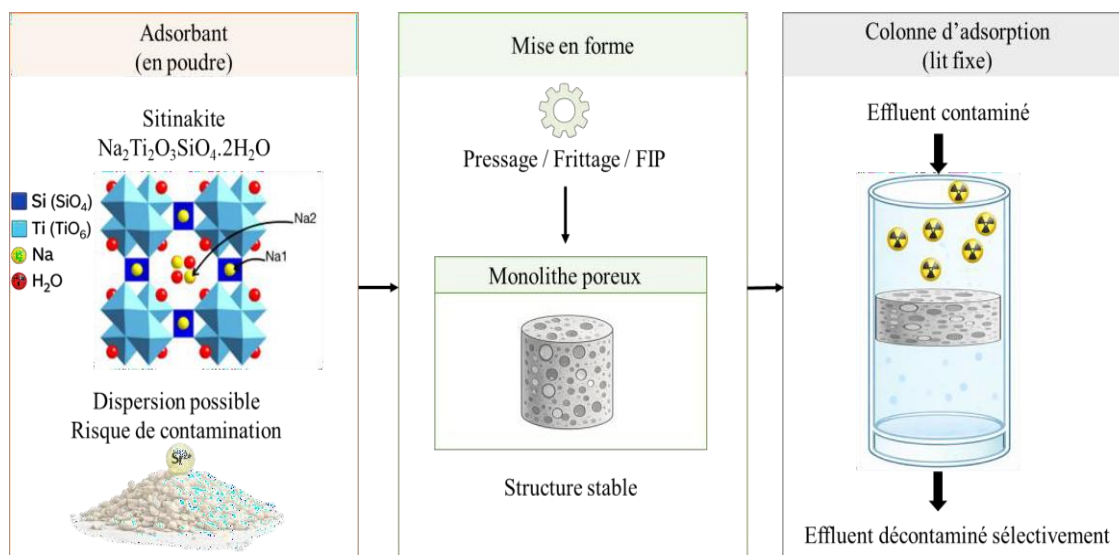 Adsorbant
(en poudre)
Sitinakite
Na₂Ti₂O₃SiO₄.2H₂O
Si (SiO₄)
Ti (TiO₆)
Na
H₂O
Na2
Na1
Dispersion possible
Risque de contamination
Mise en forme
Pressage / Frittage / FIP
Monolithe poreux
Structure stable
Colonne d’adsorption
(lit fixe)
Effluent contaminé
Effluent décontaminé sélectivement